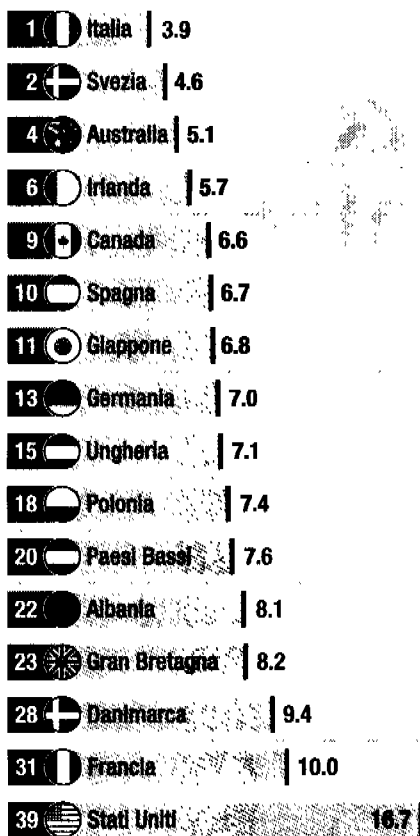 1 Italia 3.9
2 Svezia 4.6
4 Australia 5.1
6 Irlanda 5.7
9 Canada 6.6
10 Spagna 6.7
11 Giappone 6.8
13 Germania 7.0
15 Ungheria 7.1
18 Polonia 7.4
20 Paesi Bassi 7.6
22 Albania 8.1
23 Gran Bretagna 8.2
28 Danimarca 9.4
31 Francia 10.0
39 Stati Uniti 16.7